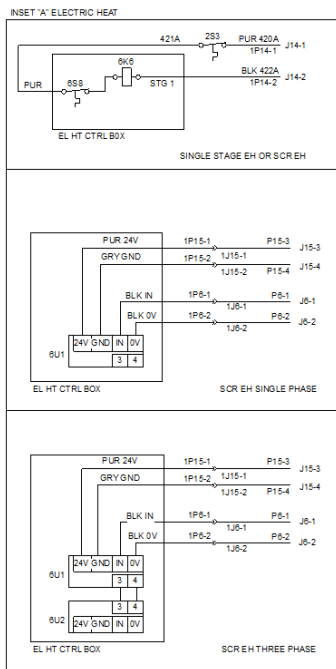 INSET "A" ELECTRIC HEAT
421A 2S3 PUR 420A
1P14-1 J14-1
6K6 BLK 422A
PUR 6S8 STG 1 1P14-2 J14-2
EL HT CTRL BOX
SINGLE STAGE EH OR SCR EH
PUR 24V 1P15-1 P15-3 J15-3
GRY GND 1P15-2 1J15-1 J15-4
1J15-2 P15-4
BLK IN 1P6-1 P6-1 J6-1
1J6-1
BLK 0V 1P6-2 P6-2 J6-2
1J6-2
24V GND IN 0V
6U1 3 4
EL HT CTRL BOX SCR EH SINGLE PHASE
PUR 24V 1P15-1 P15-3 J15-3
GRY GND 1P15-2 1J15-1 J15-4
1J15-2 P15-4
BLK IN 1P6-1 P6-1 J6-1
1J6-1
BLK 0V 1P6-2 P6-2 J6-2
1J6-2
24V GND IN 0V
6U1 3 4
6U2 3 4
24V GND IN 0V
EL HT CTRL BOX SCR EH THREE PHASE